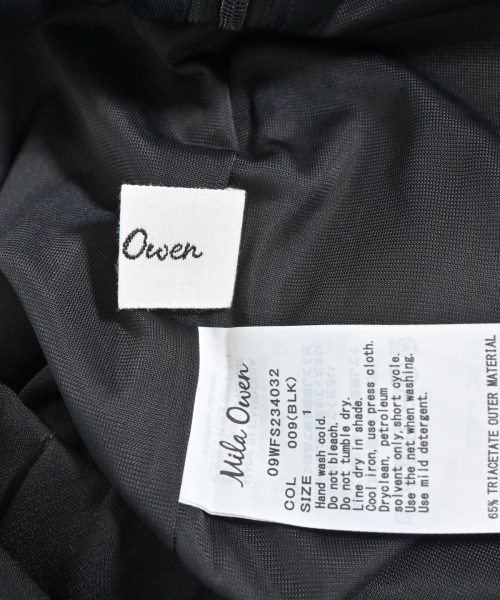 Owen
Mila Owen
09WFS234032
COL 009(BLK)
SIZE 1
Hand wash cold.
Do not bleach.
Do not tumble dry.
Line dry in shade.
Cool iron, use press cloth.
Dryclean, petroleum
solvent only,short cycle.
Use the net when washing.
Use mild detergent.
65% TRIACETATE OUTER MATERIAL